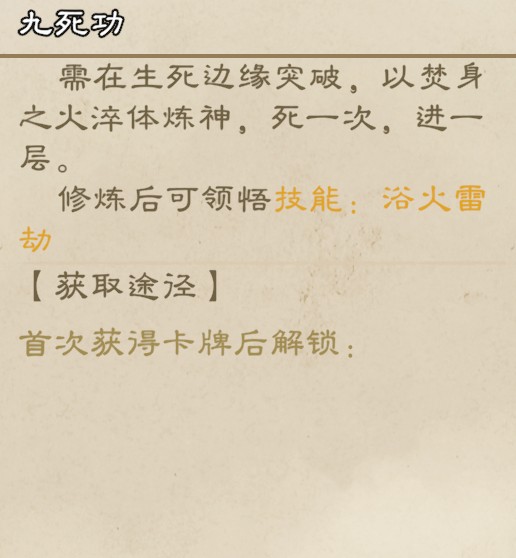 九死功
需在生死边缘突破，以焚身
之火淬体炼神，死一次，进一
层。
修炼后可领悟技能：浴火雷
劫
【获取途径】
首次获得卡牌后解锁：